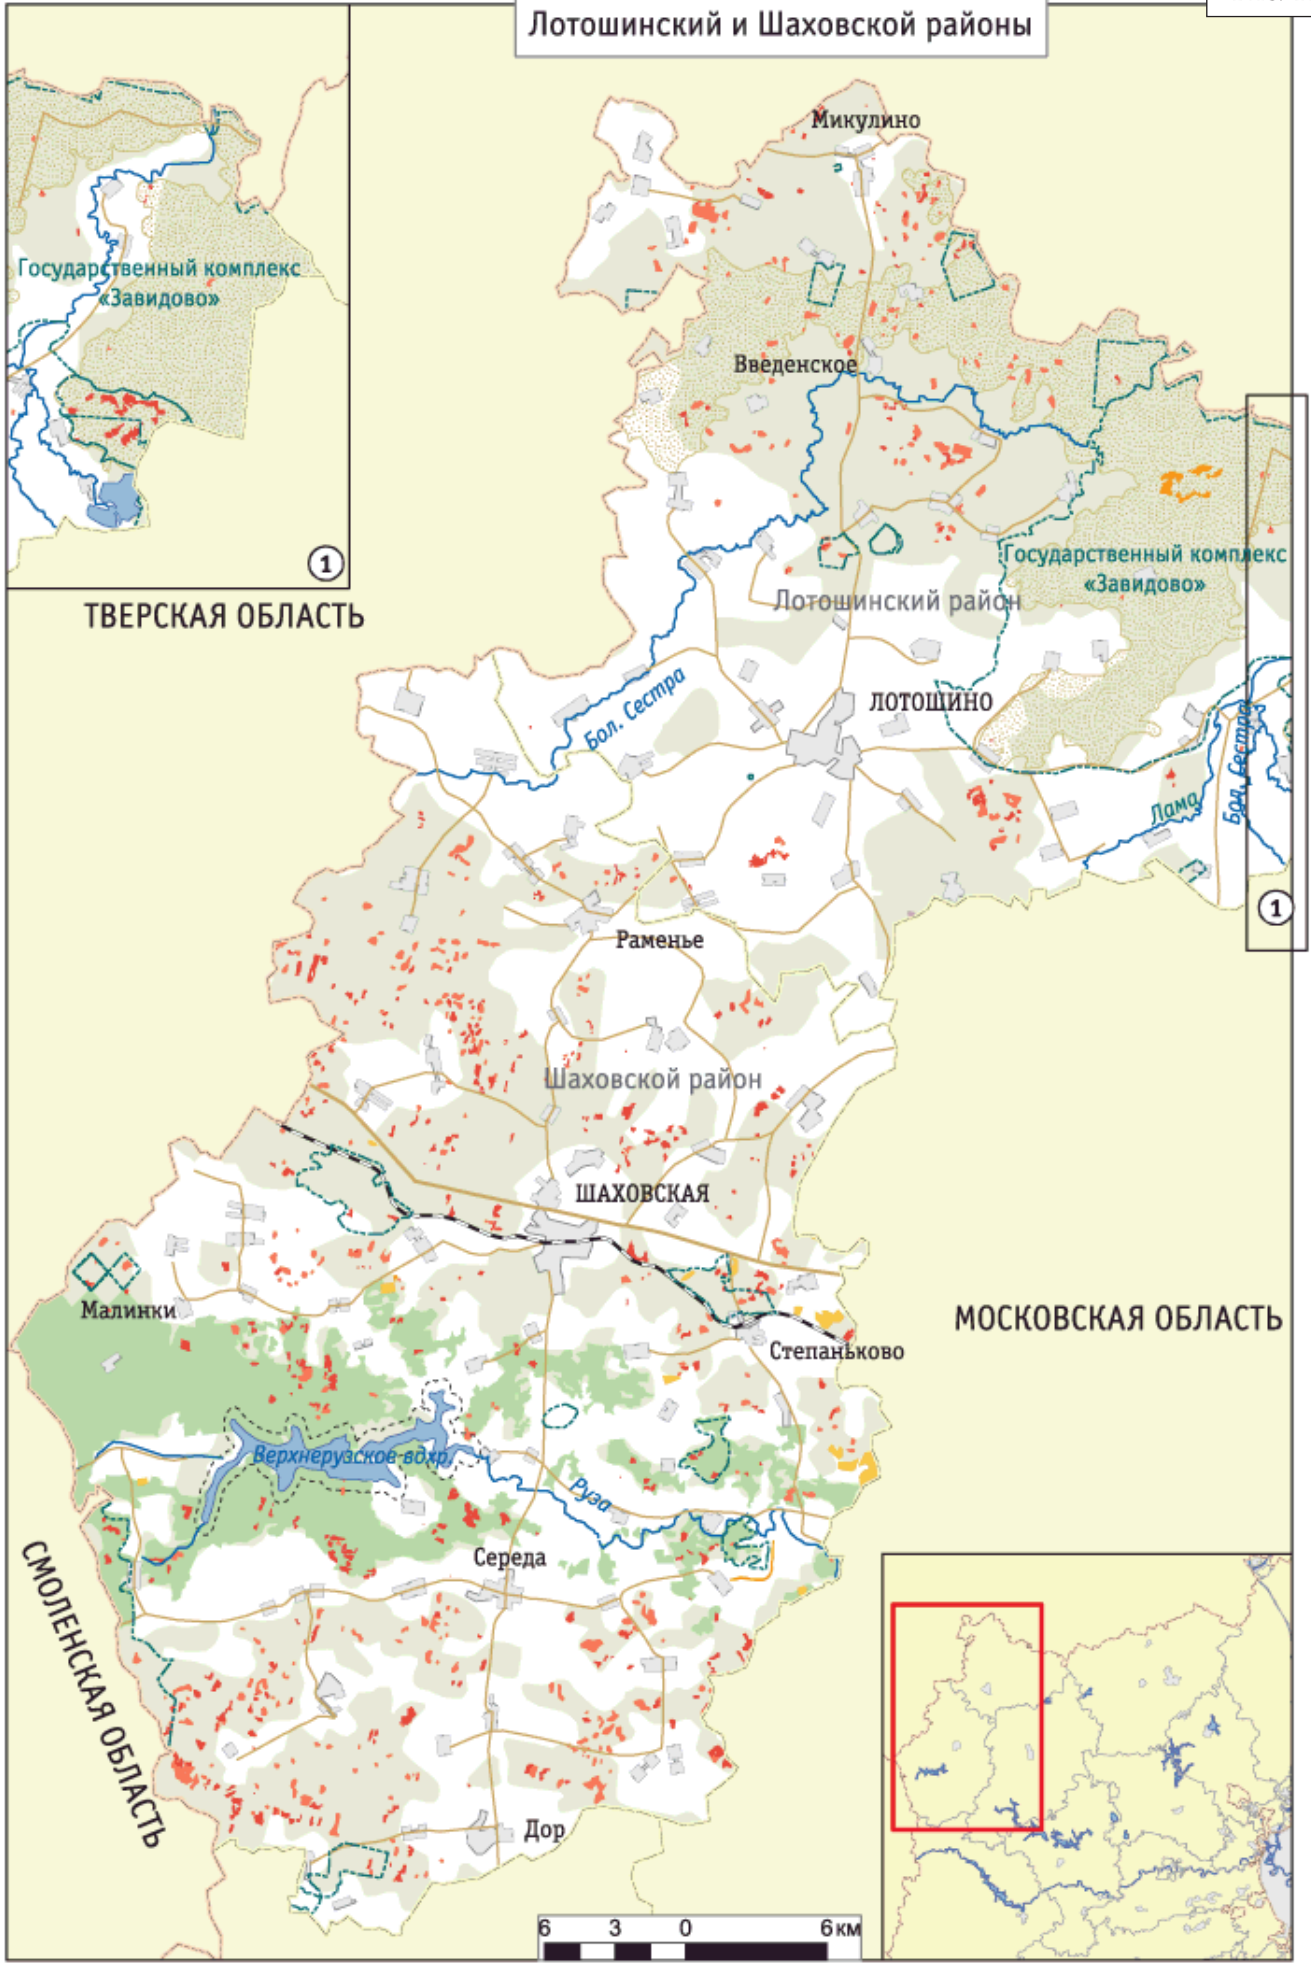 Лотошинский и Шаховской районы
Микулино
Государственный комплекс
«Завидово»
Введенское
1
Государственный комплекс
«Завидово»
ТВЕРСКАЯ ОБЛАСТЬ
Лотошинский район
Бол. Сестра
ЛОТОШИНО
Бол. Сестра
Лама
1
Раменье
Шаховской район
ШАХОВСКАЯ
Малинки
МОСКОВСКАЯ ОБЛАСТЬ
Степаньково
Верхнерузское вдхр.
Руза
Середа
СМОЛЕНСКАЯ ОБЛАСТЬ
Дор
6 3 0 6 км